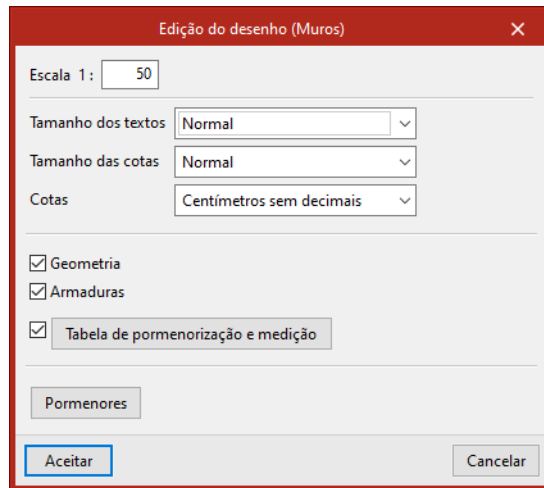 Edição do desenho (Muros)
Escala 1: 50
Tamanho dos textos Normal
Tamanho das cotas Normal
Cotas Centímetros sem decimais
Geometria
Armaduras
Tabela de pormenorização e medição
Pormenores
Aceitar Cancelar